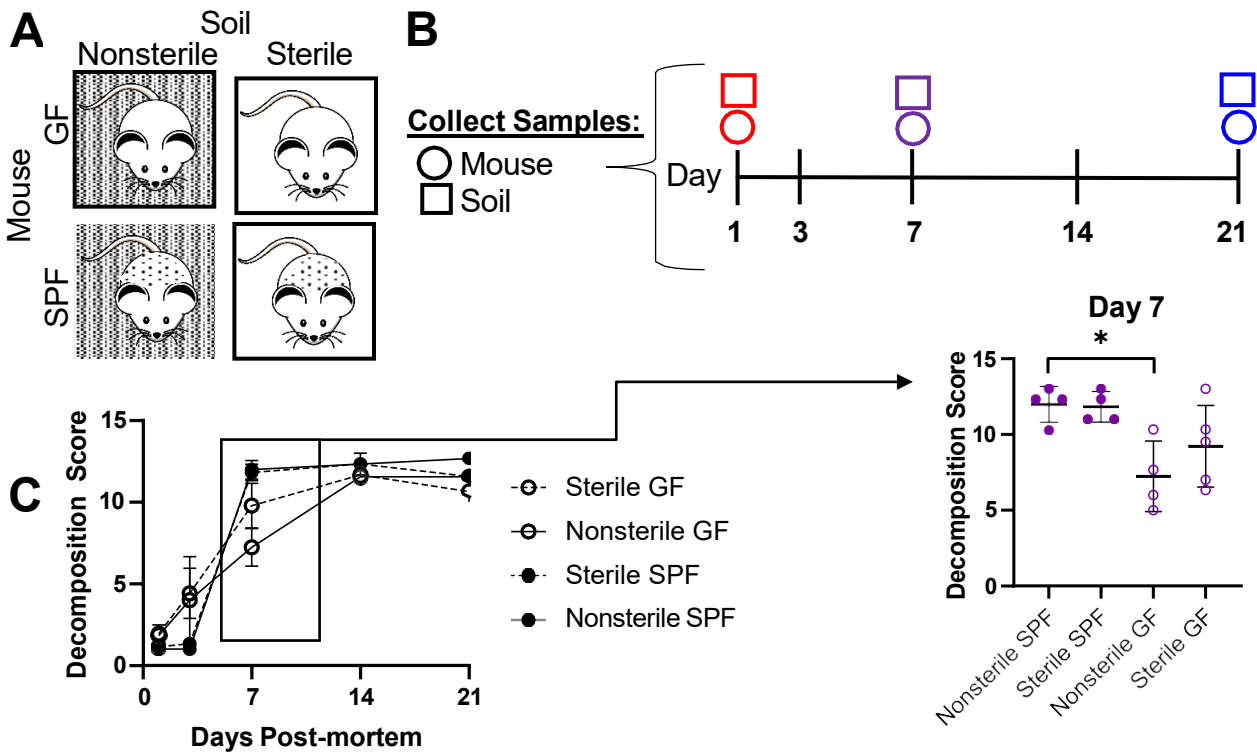 A
Soil
Nonsterile Sterile
Mouse
GF
SPF
B
Collect Samples:
Mouse
Soil
Day
1 3 7 14 21
C
Decomposition Score
15
10
5
0
0 7 14 21
Days Post-mortem
Sterile GF
Nonsterile GF
Sterile SPF
Nonsterile SPF
Day 7
*
Decomposition Score
15
10
5
0
Nonsterile SPF
Sterile SPF
Nonsterile GF
Sterile GF